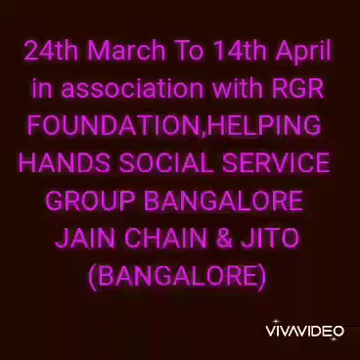 24th March To 14th April
in association with RGR
FOUNDATION,HELPING
HANDS SOCIAL SERVICE
GROUP BANGALORE
JAIN CHAIN & JITO
(BANGALORE)
VIVAVIDEO